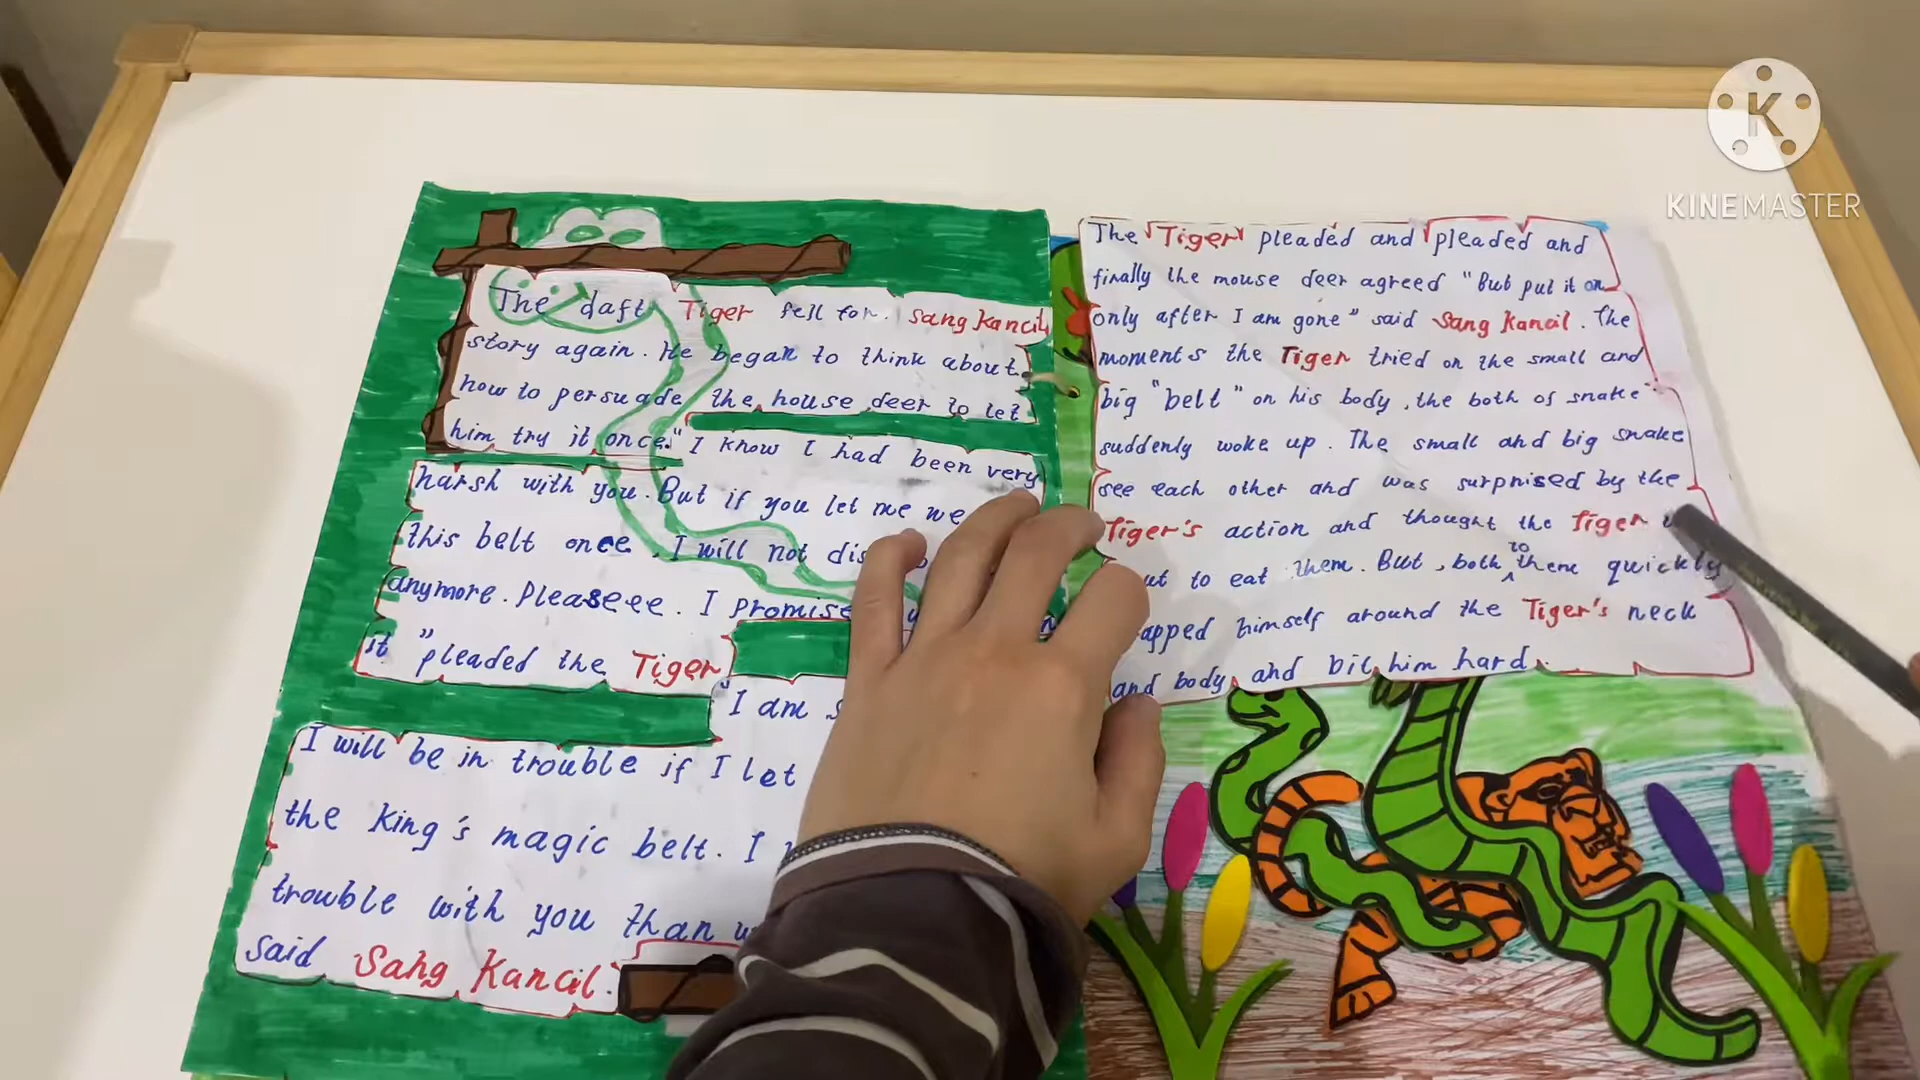 The daft Tiger fell for Sang Kancil
story again. He began to think about
how to persuade the house deer to let
him try it once. "I know I had been very
harsh with you. But if you let me
this belt once, I will not
anymore. Pleaseee. I promise
it" pleaded the Tiger
"I am
I will be in trouble if I let
the King's magic belt. I
trouble with you than
said Sang Kancil.
The Tiger pleaded and pleaded and
finally the mouse deer agreed "But put it on
only after I am gone" said Sang Kancil. The
moments the Tiger tried on the small and
big "belt" on his body, the both of snake
suddenly woke up. The small and big snake
see each other and was surprised by the
Tiger's action and thought the Tiger
to eat them. But, both to them quickly
himself around the Tiger's neck
and body and bit him hard.
KINEMASTER